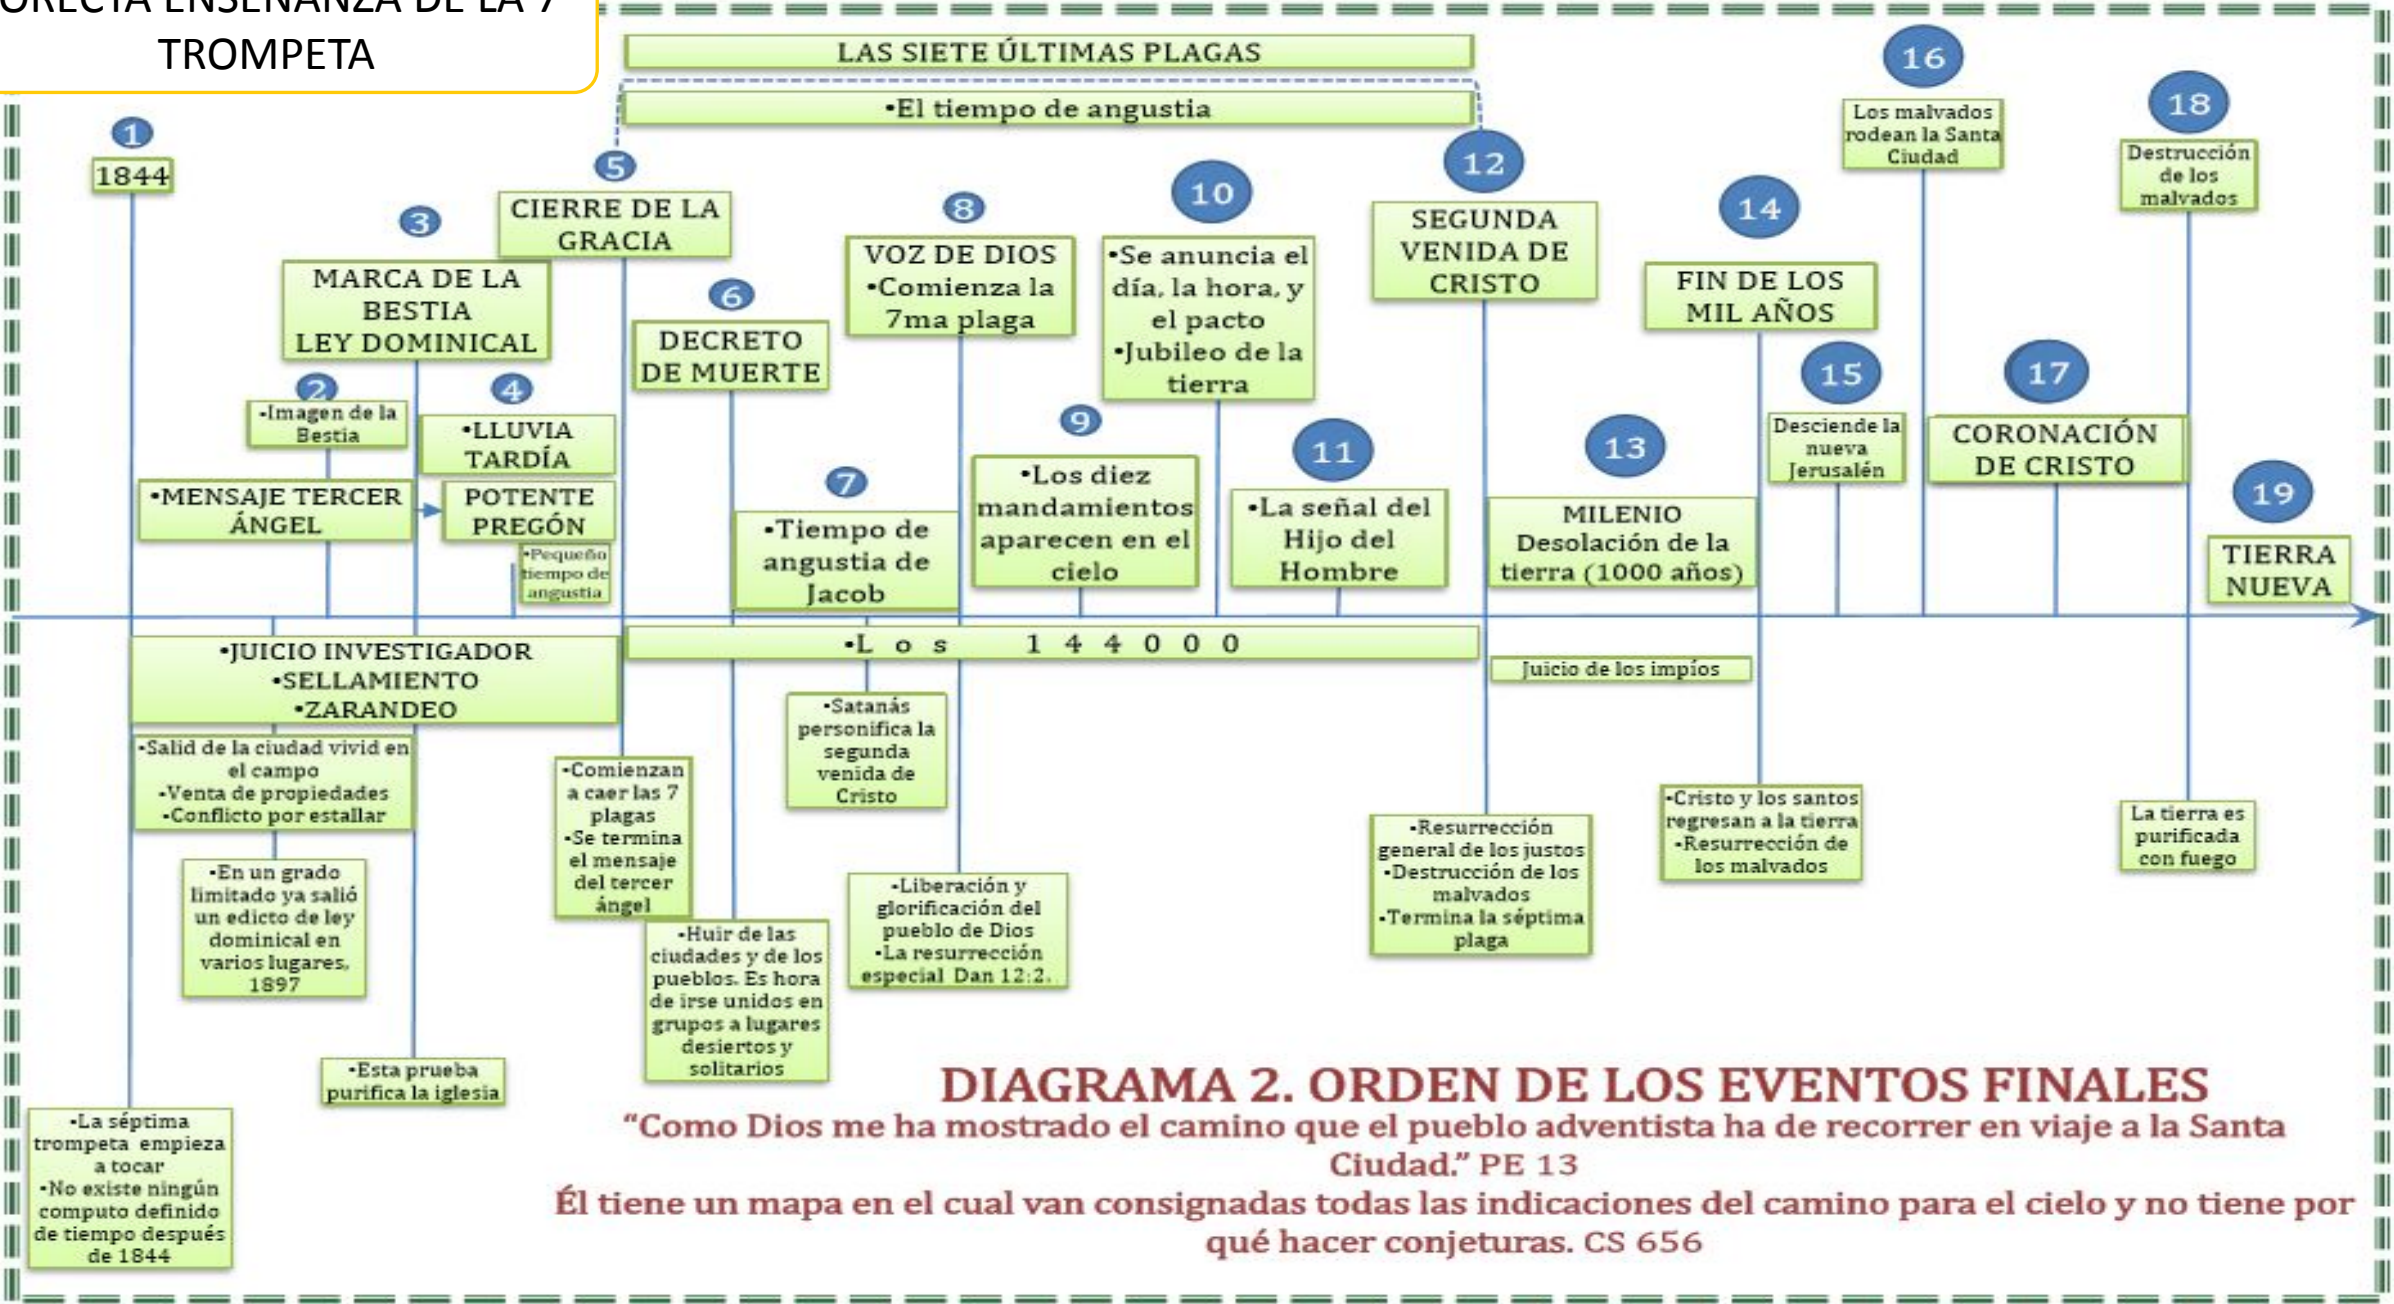 ENSEÑANZA DE LA 7
TROMPETA
LAS SIETE ÚLTIMAS PLAGAS
•El tiempo de angustia
1
1844
2
•Imagen de la
Bestia
•MENSAJE TERCER
ÁNGEL
3
MARCA DE LA
BESTIA
LEY DOMINICAL
4
•LLUVIA
TARDÍA
POTENTE
PREGÓN
•Pequeño
tiempo de
angustia
5
CIERRE DE LA
GRACIA
6
DECRETO
DE MUERTE
7
•Tiempo de
angustia de
Jacob
8
VOZ DE DIOS
•Comienza la
7ma plaga
9
•Los diez
mandamientos
aparecen en el
cielo
10
•Se anuncia el
día, la hora, y
el pacto
•Jubileo de la
tierra
11
•La señal del
Hijo del
Hombre
12
SEGUNDA
VENIDA DE
CRISTO
13
MILENIO
Desolación de la
tierra (1000 años)
14
FIN DE LOS
MIL AÑOS
15
Desciende la
nueva
Jerusalén
16
Los malvados
rodean la Santa
Ciudad
17
CORONACIÓN
DE CRISTO
18
Destrucción
de los
malvados
19
TIERRA
NUEVA
•JUICIO INVESTIGADOR
•SELLAMIENTO
•ZARANDEO
•Los 144000
Juicio de los impíos
•Salid de la ciudad vivid en
el campo
•Venta de propiedades
•Conflicto por estallar
•En un grado
limitado ya salió
un edicto de ley
dominical en
varios lugares,
1897
•Esta prueba
purifica la iglesia
•La séptima
trompeta empieza
a tocar
•No existe ningún
computo definido
de tiempo después
de 1844
•Comienzan
a caer las 7
plagas
•Se termina
el mensaje
del tercer
ángel
•Huir de las
ciudades y de los
pueblos. Es hora
de irse unidos en
grupos a lugares
desiertos y
solitarios
•Satanás
personifica la
segunda
venida de
Cristo
•Liberación y
glorificación del
pueblo de Dios
•La resurrección
especial Dan 12:2.
•Resurrección
general de los justos
•Destrucción de los
malvados
•Termina la séptima
plaga
•Cristo y los santos
regresan a la tierra
•Resurrección de
los malvados
La tierra es
purificada
con fuego
DIAGRAMA 2. ORDEN DE LOS EVENTOS FINALES
“Como Dios me ha mostrado el camino que el pueblo adventista ha de recorrer en viaje a la Santa
Ciudad.” PE 13
Él tiene un mapa en el cual van consignadas todas las indicaciones del camino para el cielo y no tiene por
qué hacer conjeturas. CS 656